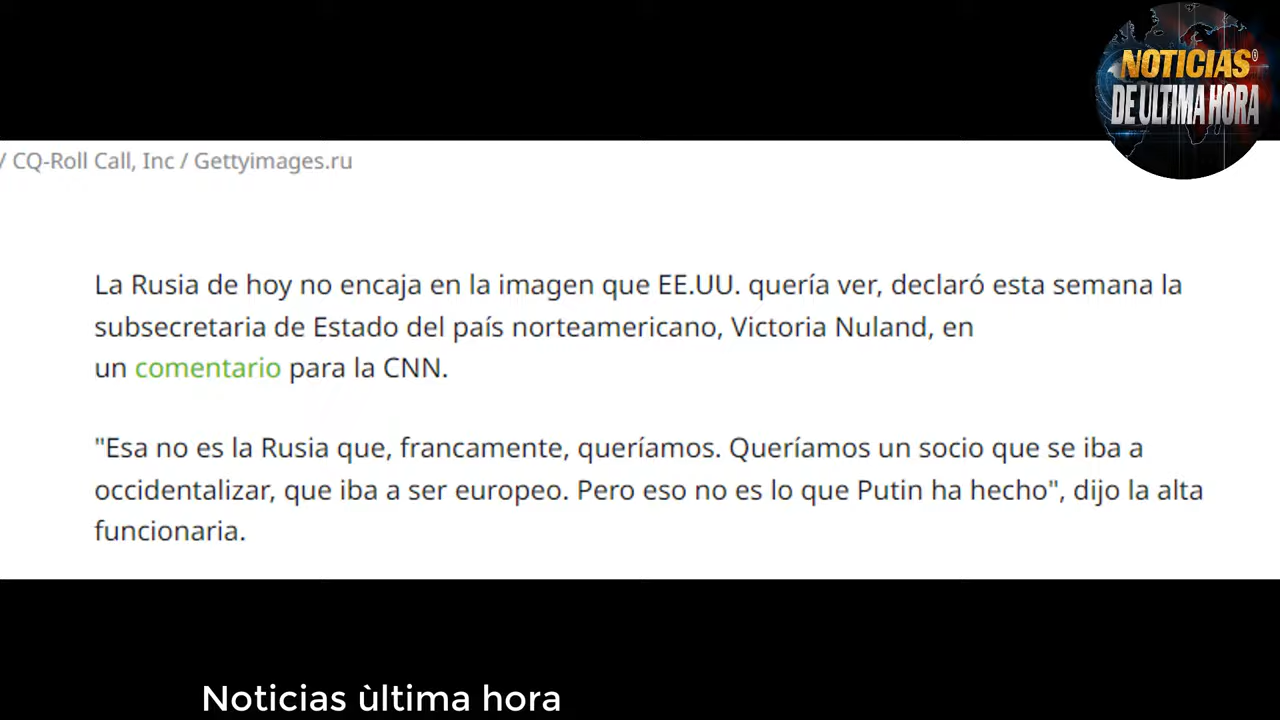 NOTICIAS
DE ULTIMA HORA
/ CQ-Roll Call, Inc / Gettyimages.ru
La Rusia de hoy no encaja en la imagen que EE.UU. quería ver, declaró esta semana la
subsecretaria de Estado del país norteamericano, Victoria Nuland, en
un comentario para la CNN.
"Esa no es la Rusia que, francamente, queríamos. Queríamos un socio que se iba a
occidentalizar, que iba a ser europeo. Pero eso no es lo que Putin ha hecho", dijo la alta
funcionaria.
Noticias ùltima hora